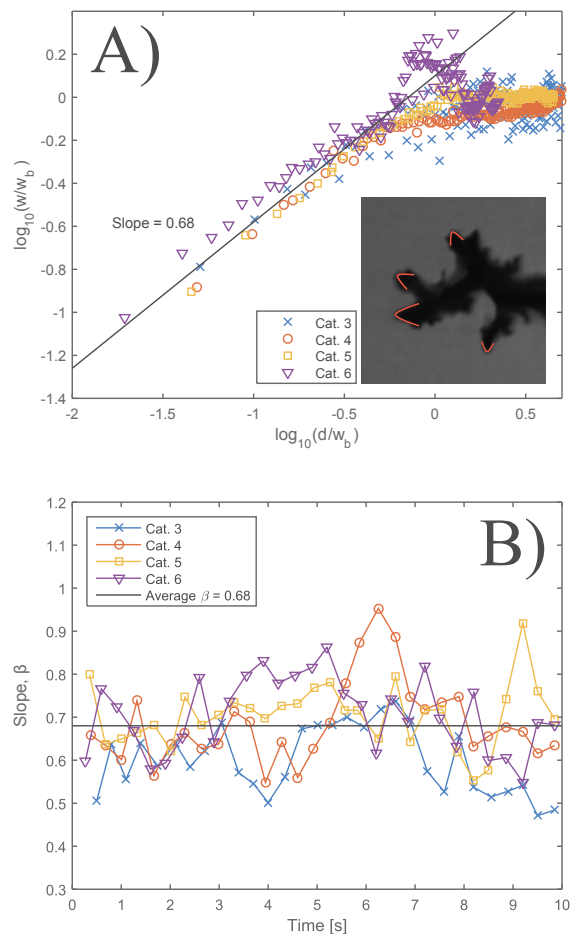 A)
0.2
0
-0.2
-0.4
-0.6
-0.8
-1
-1.2
-1.4
log10(w/wb)
Slope = 0.68
Cat. 3
Cat. 4
Cat. 5
Cat. 6
-2
-1.5
-1
-0.5
0
0.5
log10(d/wb)
B)
1.2
1.1
1
0.9
0.8
0.7
0.6
0.5
0.4
0.3
Slope, β
Cat. 3
Cat. 4
Cat. 5
Cat. 6
Average β = 0.68
0
1
2
3
4
5
6
7
8
9
10
Time [s]